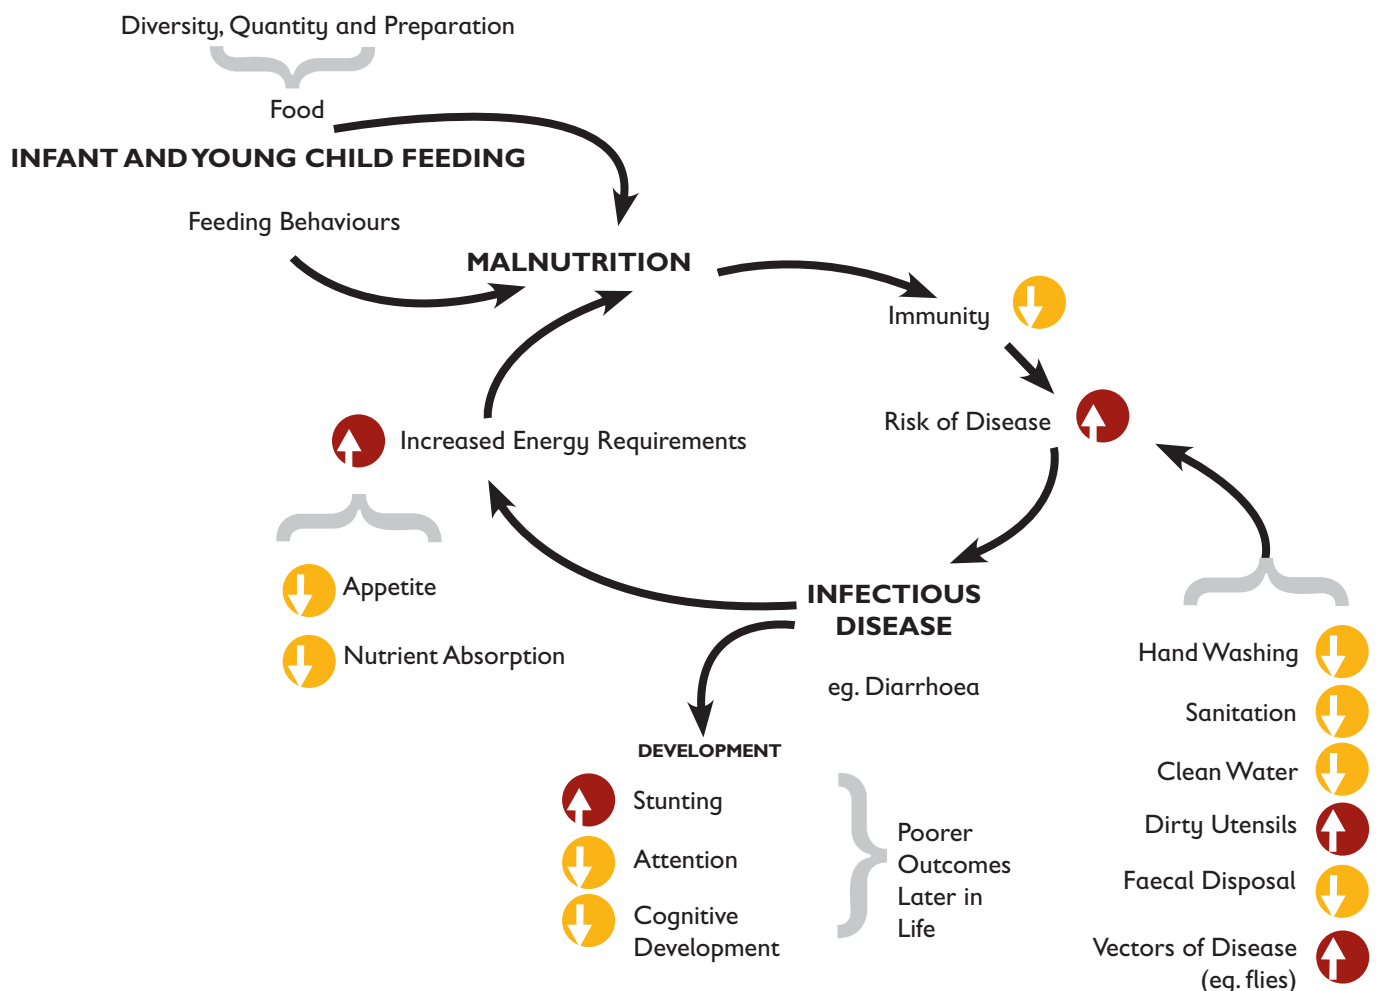 Diversity, Quantity and Preparation
Food
INFANT AND YOUNG CHILD FEEDING
Feeding Behaviours
MALNUTRITION
Immunity
Risk of Disease
Increased Energy Requirements
Appetite
Nutrient Absorption
INFECTIOUS
DISEASE
eg. Diarrhoea
DEVELOPMENT
Stunting
Attention
Cognitive
Development
Poorer
Outcomes
Later in
Life
Hand Washing
Sanitation
Clean Water
Dirty Utensils
Faecal Disposal
Vectors of Disease
(eg. flies)